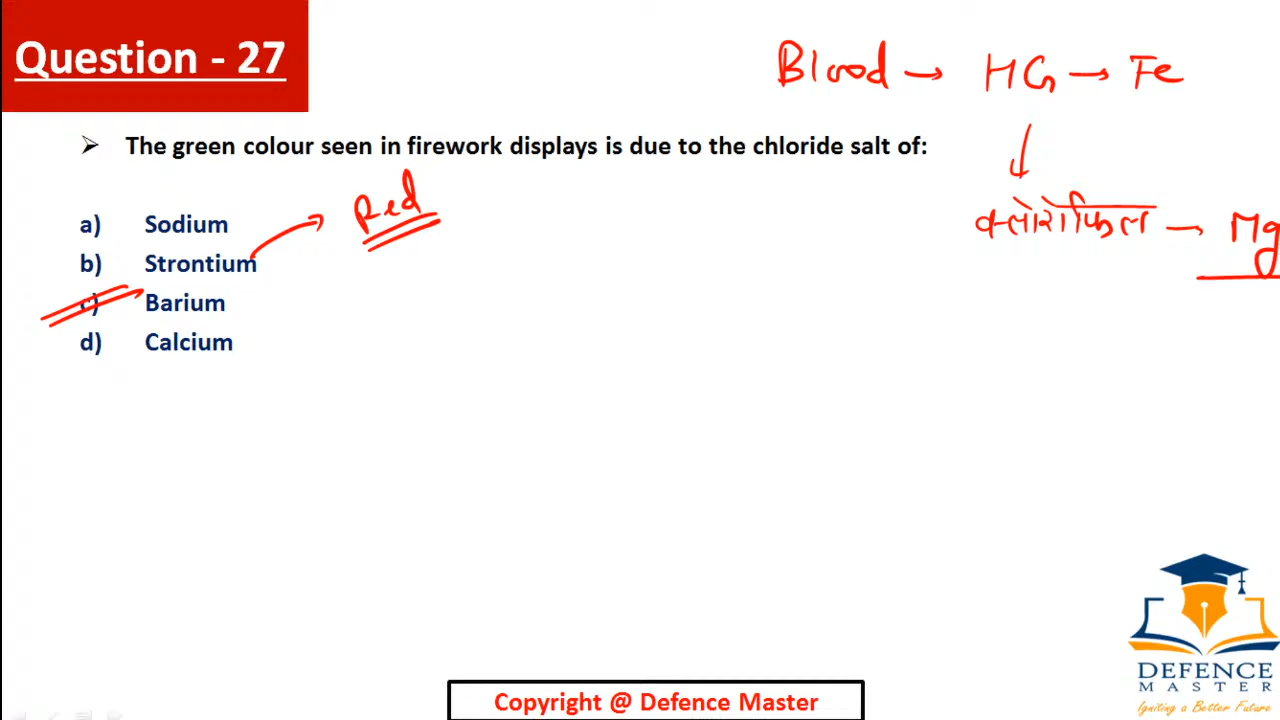 Question - 27
Blood → HG → Fe
➤ The green colour seen in firework displays is due to the chloride salt of:
Red
क्लोरोफिल → Mg
a) Sodium
b) Strontium
c) Barium
d) Calcium
DEFENCE
MASTER
Igniting a Better Future
Copyright @ Defence Master